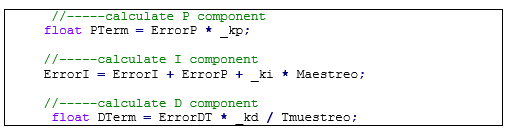 //-----calculate P component
float PTerm = ErrorP * _kp;
//-----calculate I component
ErrorI = ErrorI + ErrorP + _ki * Maestreo;
//-----calculate D component
float DTerm = ErrorDT * _kd / Tmuestreo;